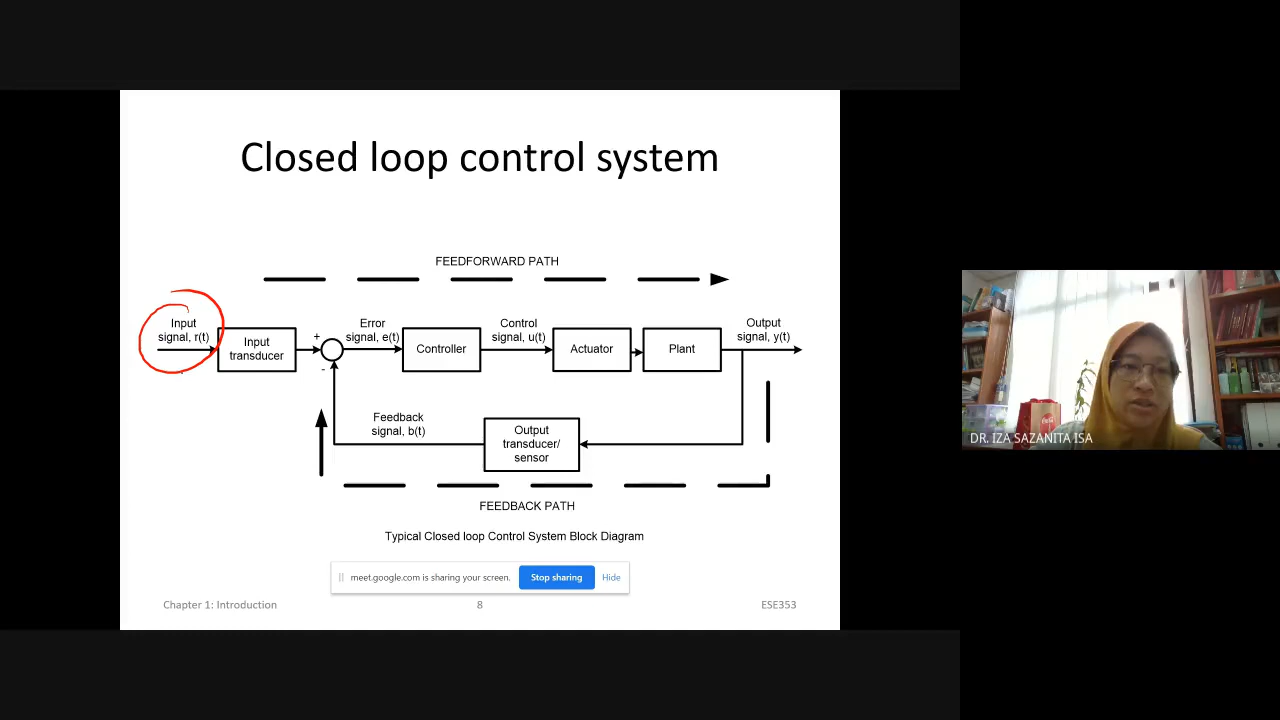 Closed loop control system
FEEDFORWARD PATH
Input
signal, r(t)
Input
transducer
+
-
Error
signal, e(t)
Controller
Control
signal, u(t)
Actuator
Plant
Output
signal, y(t)
Feedback
signal, b(t)
Output
transducer/
sensor
FEEDBACK PATH
Typical Closed loop Control System Block Diagram
meet.google.com is sharing your screen.
Stop sharing
Hide
Chapter 1: Introduction
8
ESE353
DR. IZA SAZANITA ISA